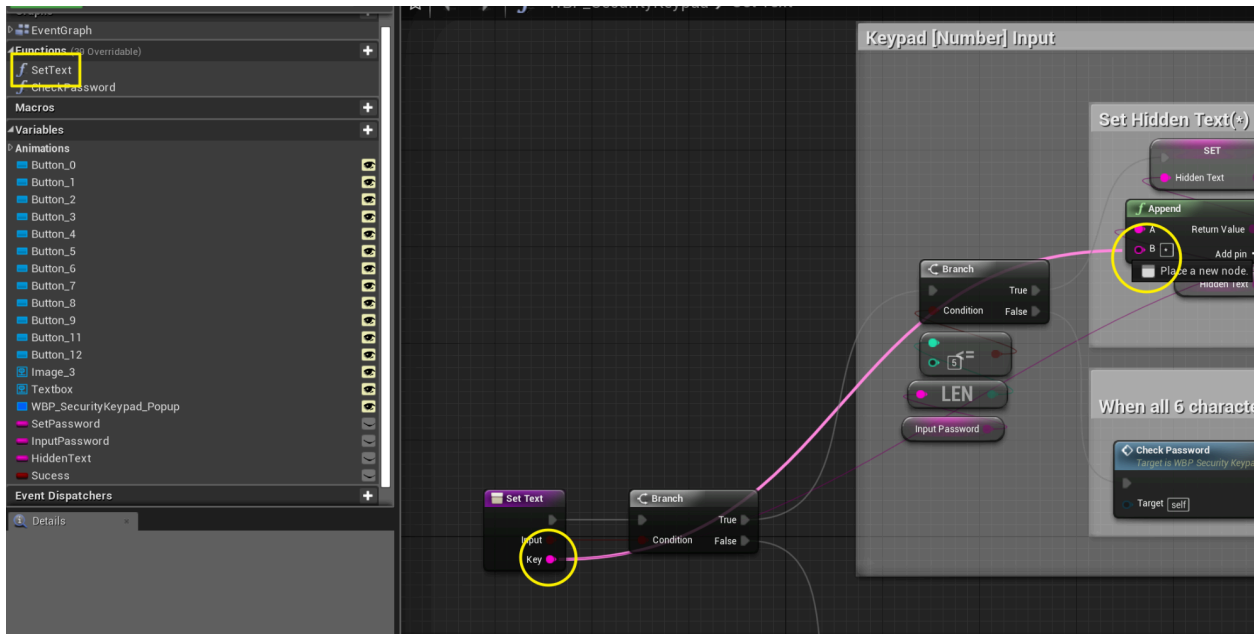 EventGraph
Functions (39 Overridable)
SetText
CheckPassword
Macros
Variables
Animations
Button_0
Button_1
Button_2
Button_3
Button_4
Button_5
Button_6
Button_7
Button_8
Button_9
Button_11
Button_12
Image_3
Textbox
WBP_SecurityKeypad_Popup
SetPassword
InputPassword
HiddenText
Sucess
Event Dispatchers
Details
Keypad [Number] Input
Set Hidden Text(*)
SET
Hidden Text
Append
A Return Value
B * Add pin
Place a new node.
Hidden Text
Branch
True
Condition False
<=
5
LEN
Input Password
When all 6 characte
Check Password
Target is WBP Security Keypa
Target self
Set Text
Input
Key
Branch
True
Condition False